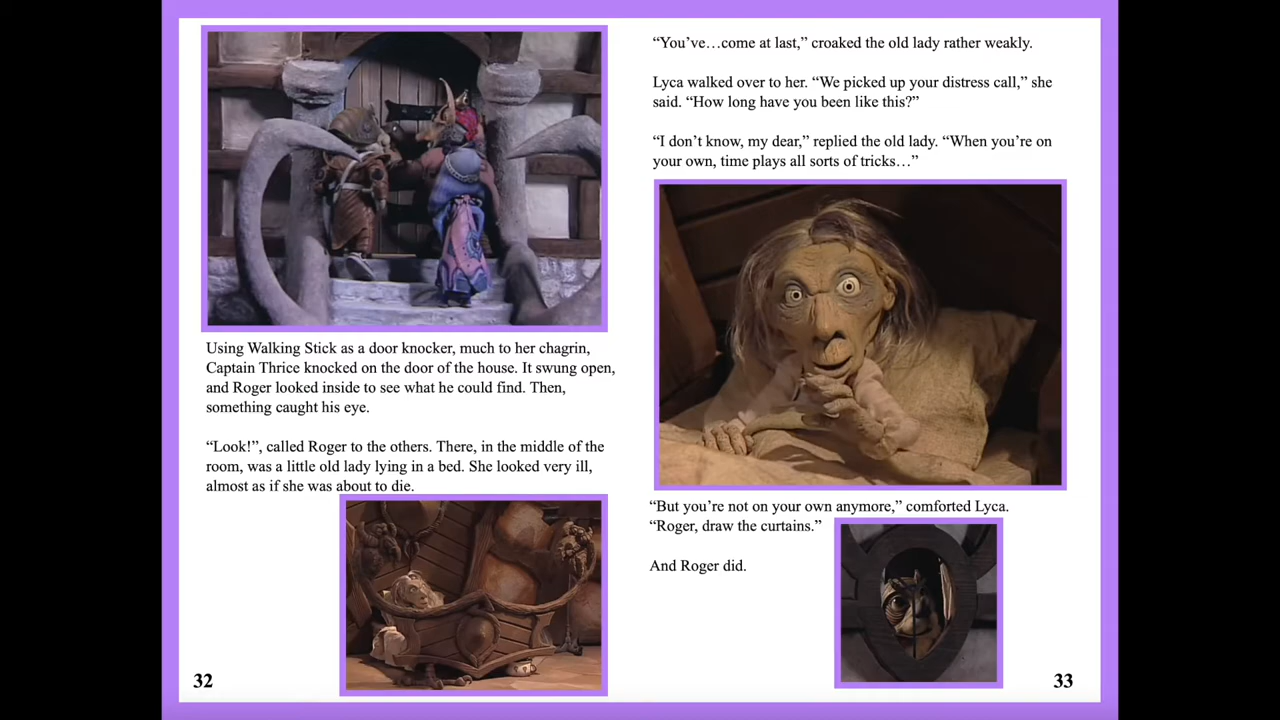 Using Walking Stick as a door knocker, much to her chagrin,
Captain Thrice knocked on the door of the house. It swung open,
and Roger looked inside to see what he could find. Then,
something caught his eye.
“Look!”, called Roger to the others. There, in the middle of the
room, was a little old lady lying in a bed. She looked very ill,
almost as if she was about to die.
32
“You’ve…come at last,” croaked the old lady rather weakly.
Lyca walked over to her. “We picked up your distress call,” she
said. “How long have you been like this?”
“I don’t know, my dear,” replied the old lady. “When you’re on
your own, time plays all sorts of tricks…”
“But you’re not on your own anymore,” comforted Lyca.
“Roger, draw the curtains.”
And Roger did.
33